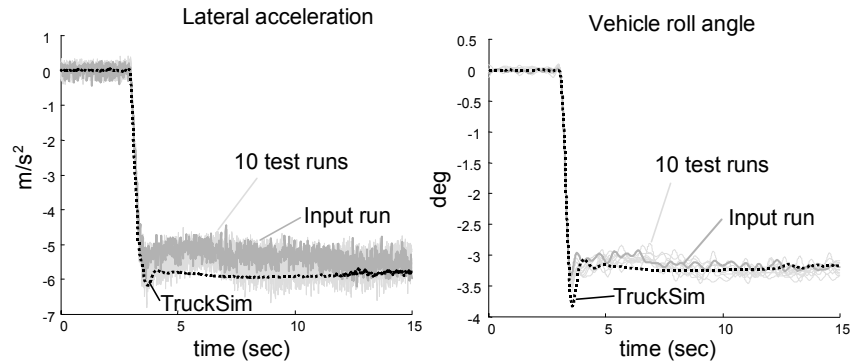 Lateral acceleration
1
0
-1
-2
-3
-4
-5
-6
-7
m/s²
10 test runs
Input run
TruckSim
0
5
10
15
time (sec)
Vehicle roll angle
0.5
0
-0.5
-1
-1.5
-2
-2.5
-3
-3.5
-4
deg
10 test runs
Input run
TruckSim
0
5
10
15
time (sec)